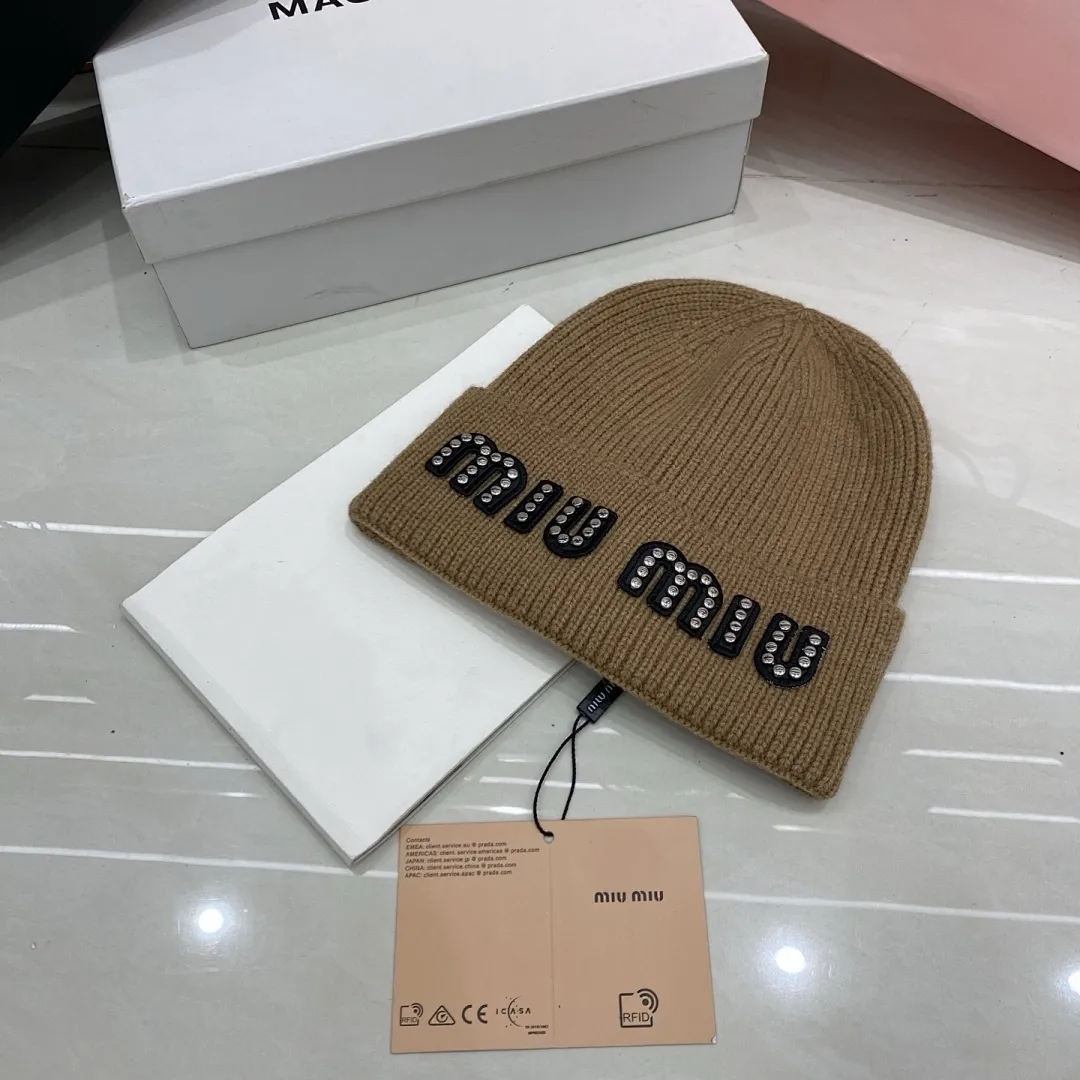 MAC
MIU MIU
MIU
Contents
EMEA: client.service.eu @ prada.com
AMERICAS: client. service.americas @ prada.com
JAPAN: client.service jp @ prada.com
CHINA: client.service.china @ prada.com
APAC: client.service.apac @ prada.com
MIU MIU
RFID CE ICASA
APPROVED
RFID